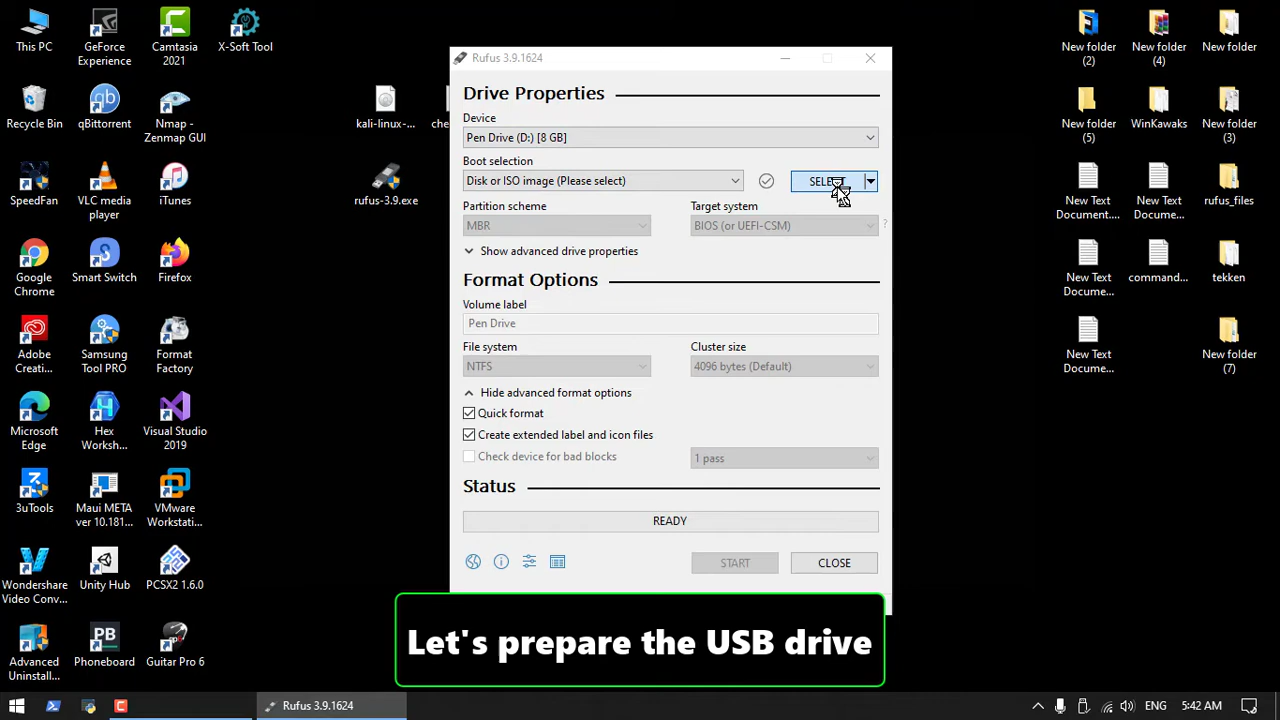 This PC
GeForce
Experience
Camtasia
2021
X-Soft Tool
Recycle Bin
qBittorrent
Nmap -
Zenmap GUI
SpeedFan
VLC media
player
iTunes
Google
Chrome
Smart Switch
Firefox
Adobe
Creati...
Samsung
Tool PRO
Format
Factory
Microsoft
Edge
Hex
Worksh...
Visual Studio
2019
3uTools
Maui META
ver 10.181...
VMware
Workstati...
Wondershare
Video Conv...
Unity Hub
PCSX2 1.6.0
Advanced
Uninstall...
Phoneboard
Guitar Pro 6
kali-linux-...
che
rufus-3.9.exe
Rufus 3.9.1624
Drive Properties
Device
Pen Drive (D:) [8 GB]
Boot selection
Disk or ISO image (Please select)
SELECT
Partition scheme
Target system
MBR
BIOS (or UEFI-CSM)
?
Show advanced drive properties
Format Options
Volume label
Pen Drive
File system
Cluster size
NTFS
4096 bytes (Default)
Hide advanced format options
Quick format
Create extended label and icon files
Check device for bad blocks
1 pass
Status
READY
START
CLOSE
Let's prepare the USB drive
New folder
(2)
New folder
(4)
New folder
New folder
(5)
WinKawaks
New folder
(3)
New Text
Document....
New Text
Docume...
rufus_files
New Text
Docume...
command...
tekken
New Text
Docume...
New folder
(7)
Rufus 3.9.1624
ENG
5:42 AM